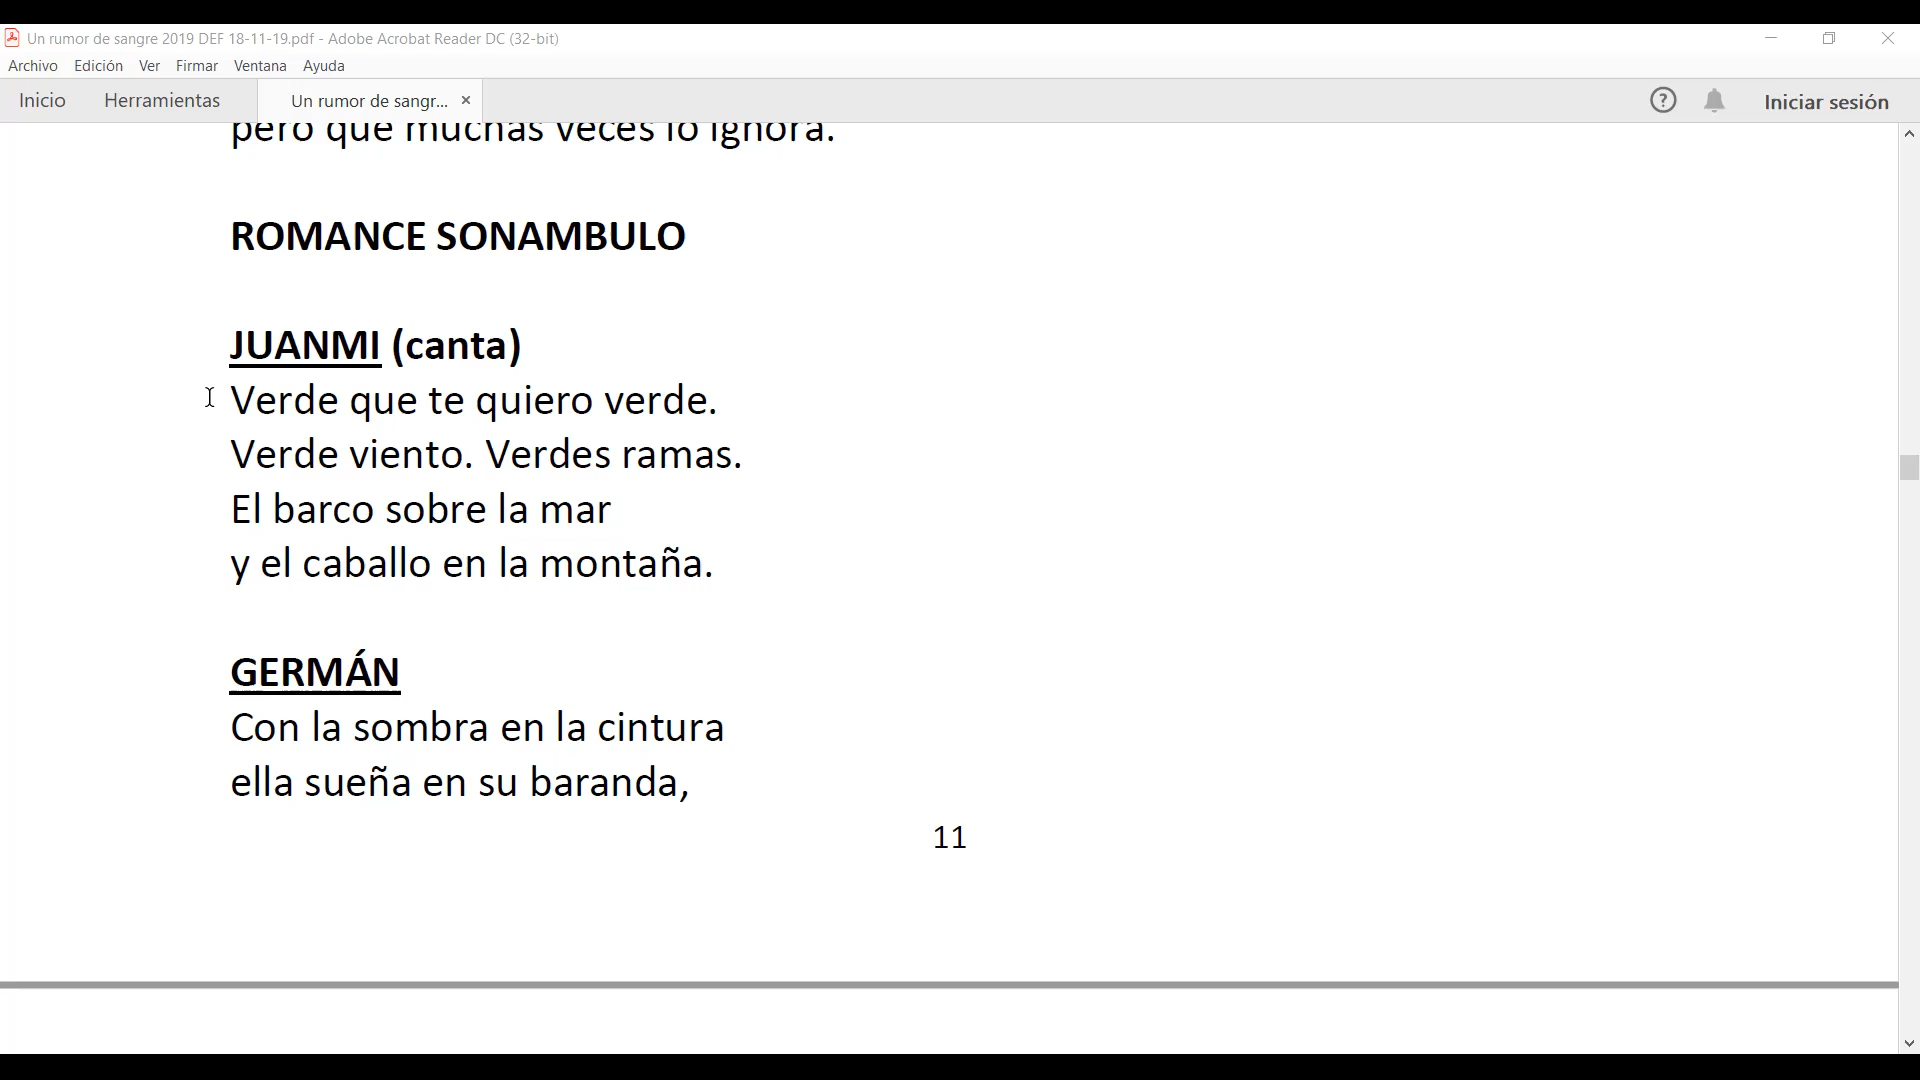 Un rumor de sangre 2019 DEF 18-11-19.pdf - Adobe Acrobat Reader DC (32-bit)
Archivo Edición Ver Firmar Ventana Ayuda
Inicio Herramientas Un rumor de sangr... Iniciar sesión
pero que muchas veces lo ignora.
ROMANCE SONAMBULO
JUANMI (canta)
Verde que te quiero verde.
Verde viento. Verdes ramas.
El barco sobre la mar
y el caballo en la montaña.
GERMÁN
Con la sombra en la cintura
ella sueña en su baranda,
11